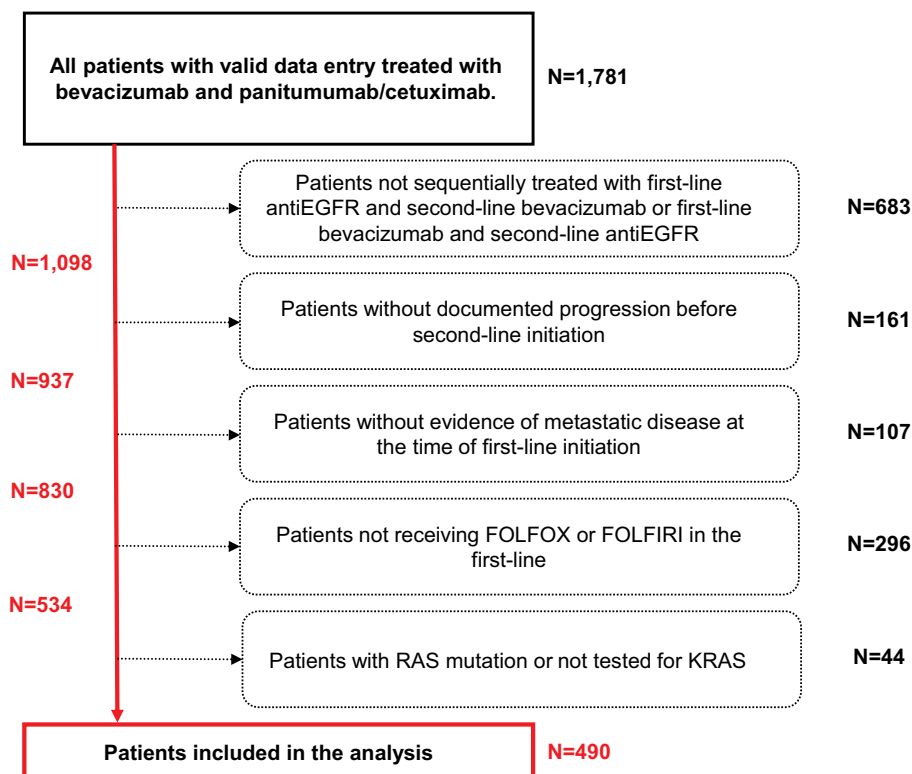 All patients with valid data entry treated with
bevacizumab and panitumumab/cetuximab.
N=1,781
Patients not sequentially treated with first-line
antiEGFR and second-line bevacizumab or first-line
bevacizumab and second-line antiEGFR
N=683
N=1,098
Patients without documented progression before
second-line initiation
N=161
N=937
Patients without evidence of metastatic disease at
the time of first-line initiation
N=107
N=830
Patients not receiving FOLFOX or FOLFIRI in the
first-line
N=296
N=534
Patients with RAS mutation or not tested for KRAS
N=44
Patients included in the analysis
N=490